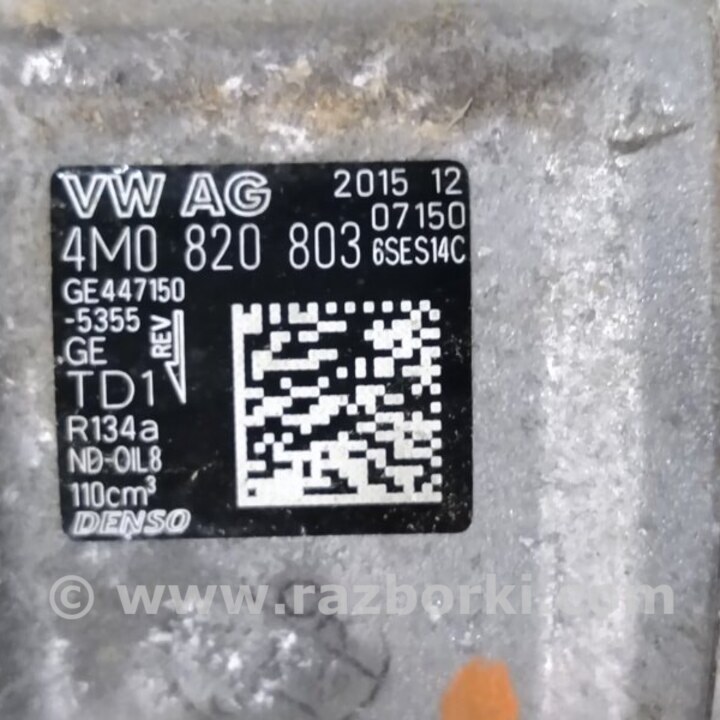 VW AG 2015 12
07150
4M0 820 803 6SES14C
GE447150
-5355
.GE
REV
TD1
R134a
ND-OIL8
110cm³
DENSO
© www.razborki.com